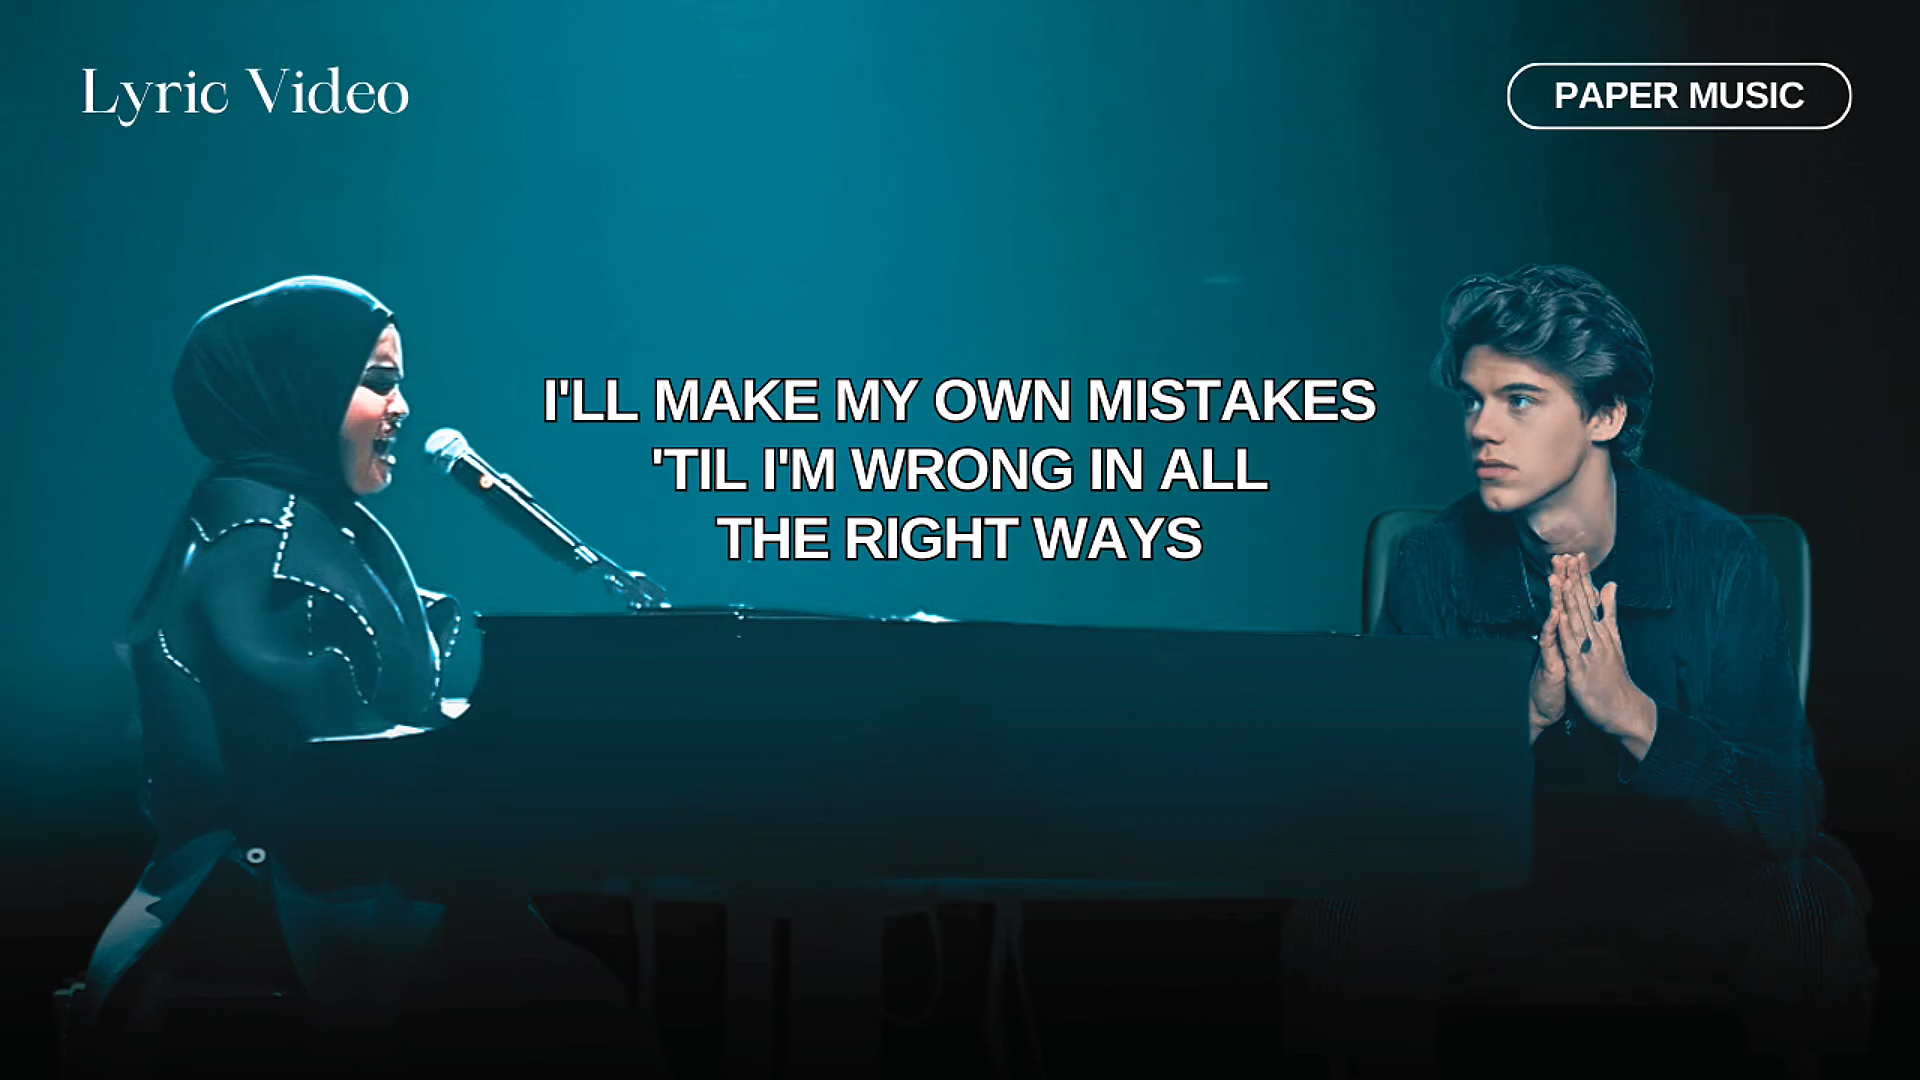 Lyric Video
PAPER MUSIC
I'LL MAKE MY OWN MISTAKES
'TIL I'M WRONG IN ALL
THE RIGHT WAYS